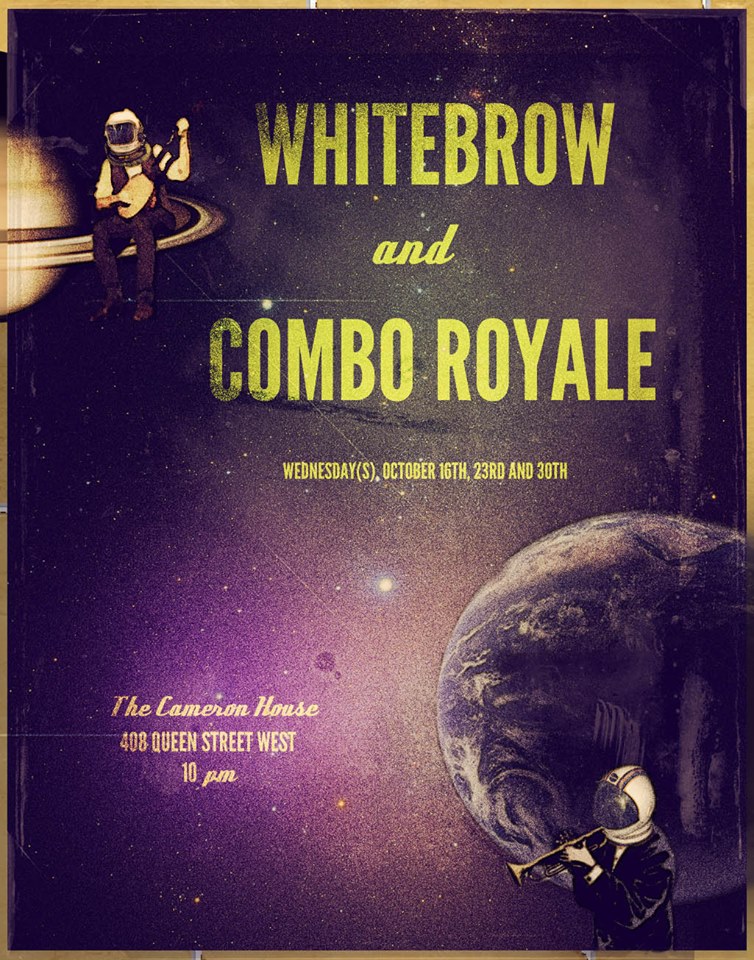 WHITEBROW
and
COMBO ROYALE
WEDNESDAY(S), OCTOBER 16TH, 23RD AND 30TH
The Cameron House
408 QUEEN STREET WEST
10 pm